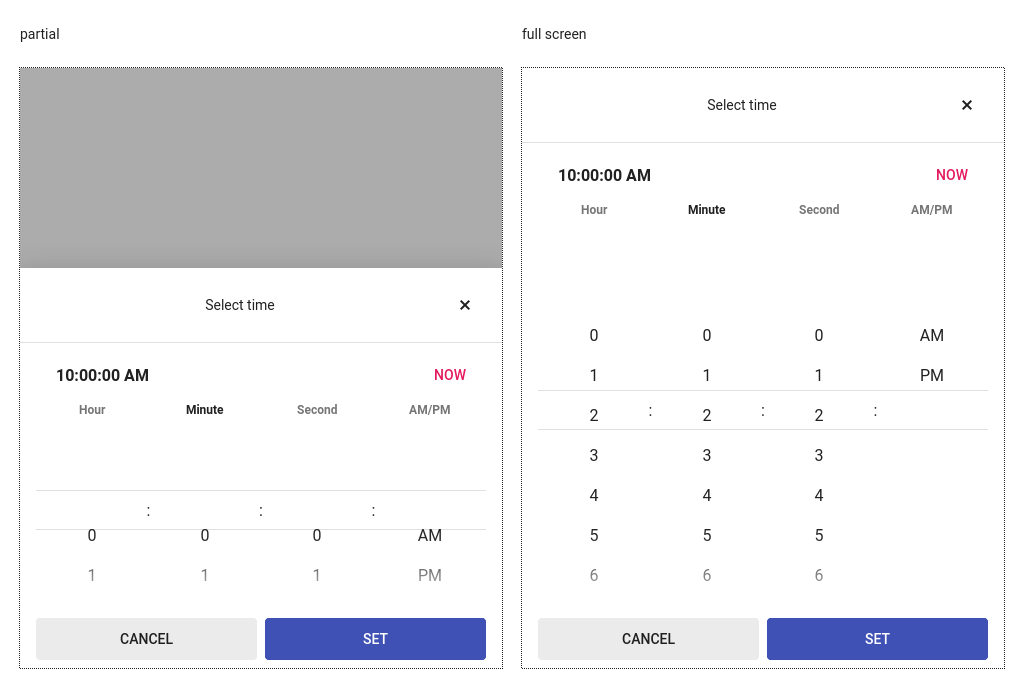 partial
Select time ×
10:00:00 AM NOW
Hour Minute Second AM/PM
: : :
0 0 0 AM
1 1 1 PM
CANCEL SET
full screen
Select time ×
10:00:00 AM NOW
Hour Minute Second AM/PM
0 0 0 AM
1 1 1 PM
2 : 2 : 2 :
3 3 3
4 4 4
5 5 5
6 6 6
CANCEL SET